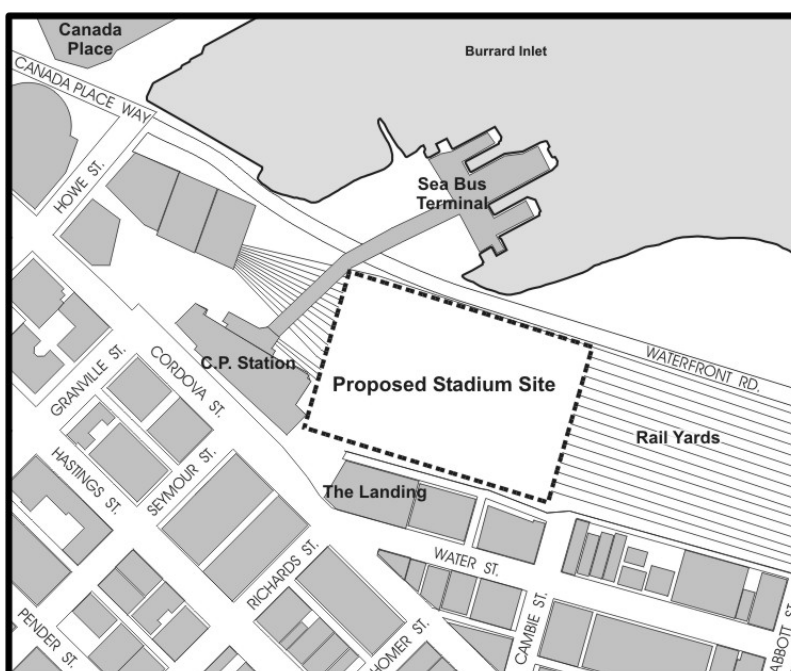 Canada
Place
Burrard Inlet
CANADA PLACE WAY
HOWE ST.
Sea Bus
Terminal
C.P. Station
Proposed Stadium Site
WATERFRONT RD.
Rail Yards
GRANVILLE ST.
CORDOVA ST.
HASTINGS ST.
SEYMOUR ST.
The Landing
WATER ST.
RICHARDS ST.
PENDER ST.
HOMER ST.
CAMBIE ST.
ABBOTT ST.